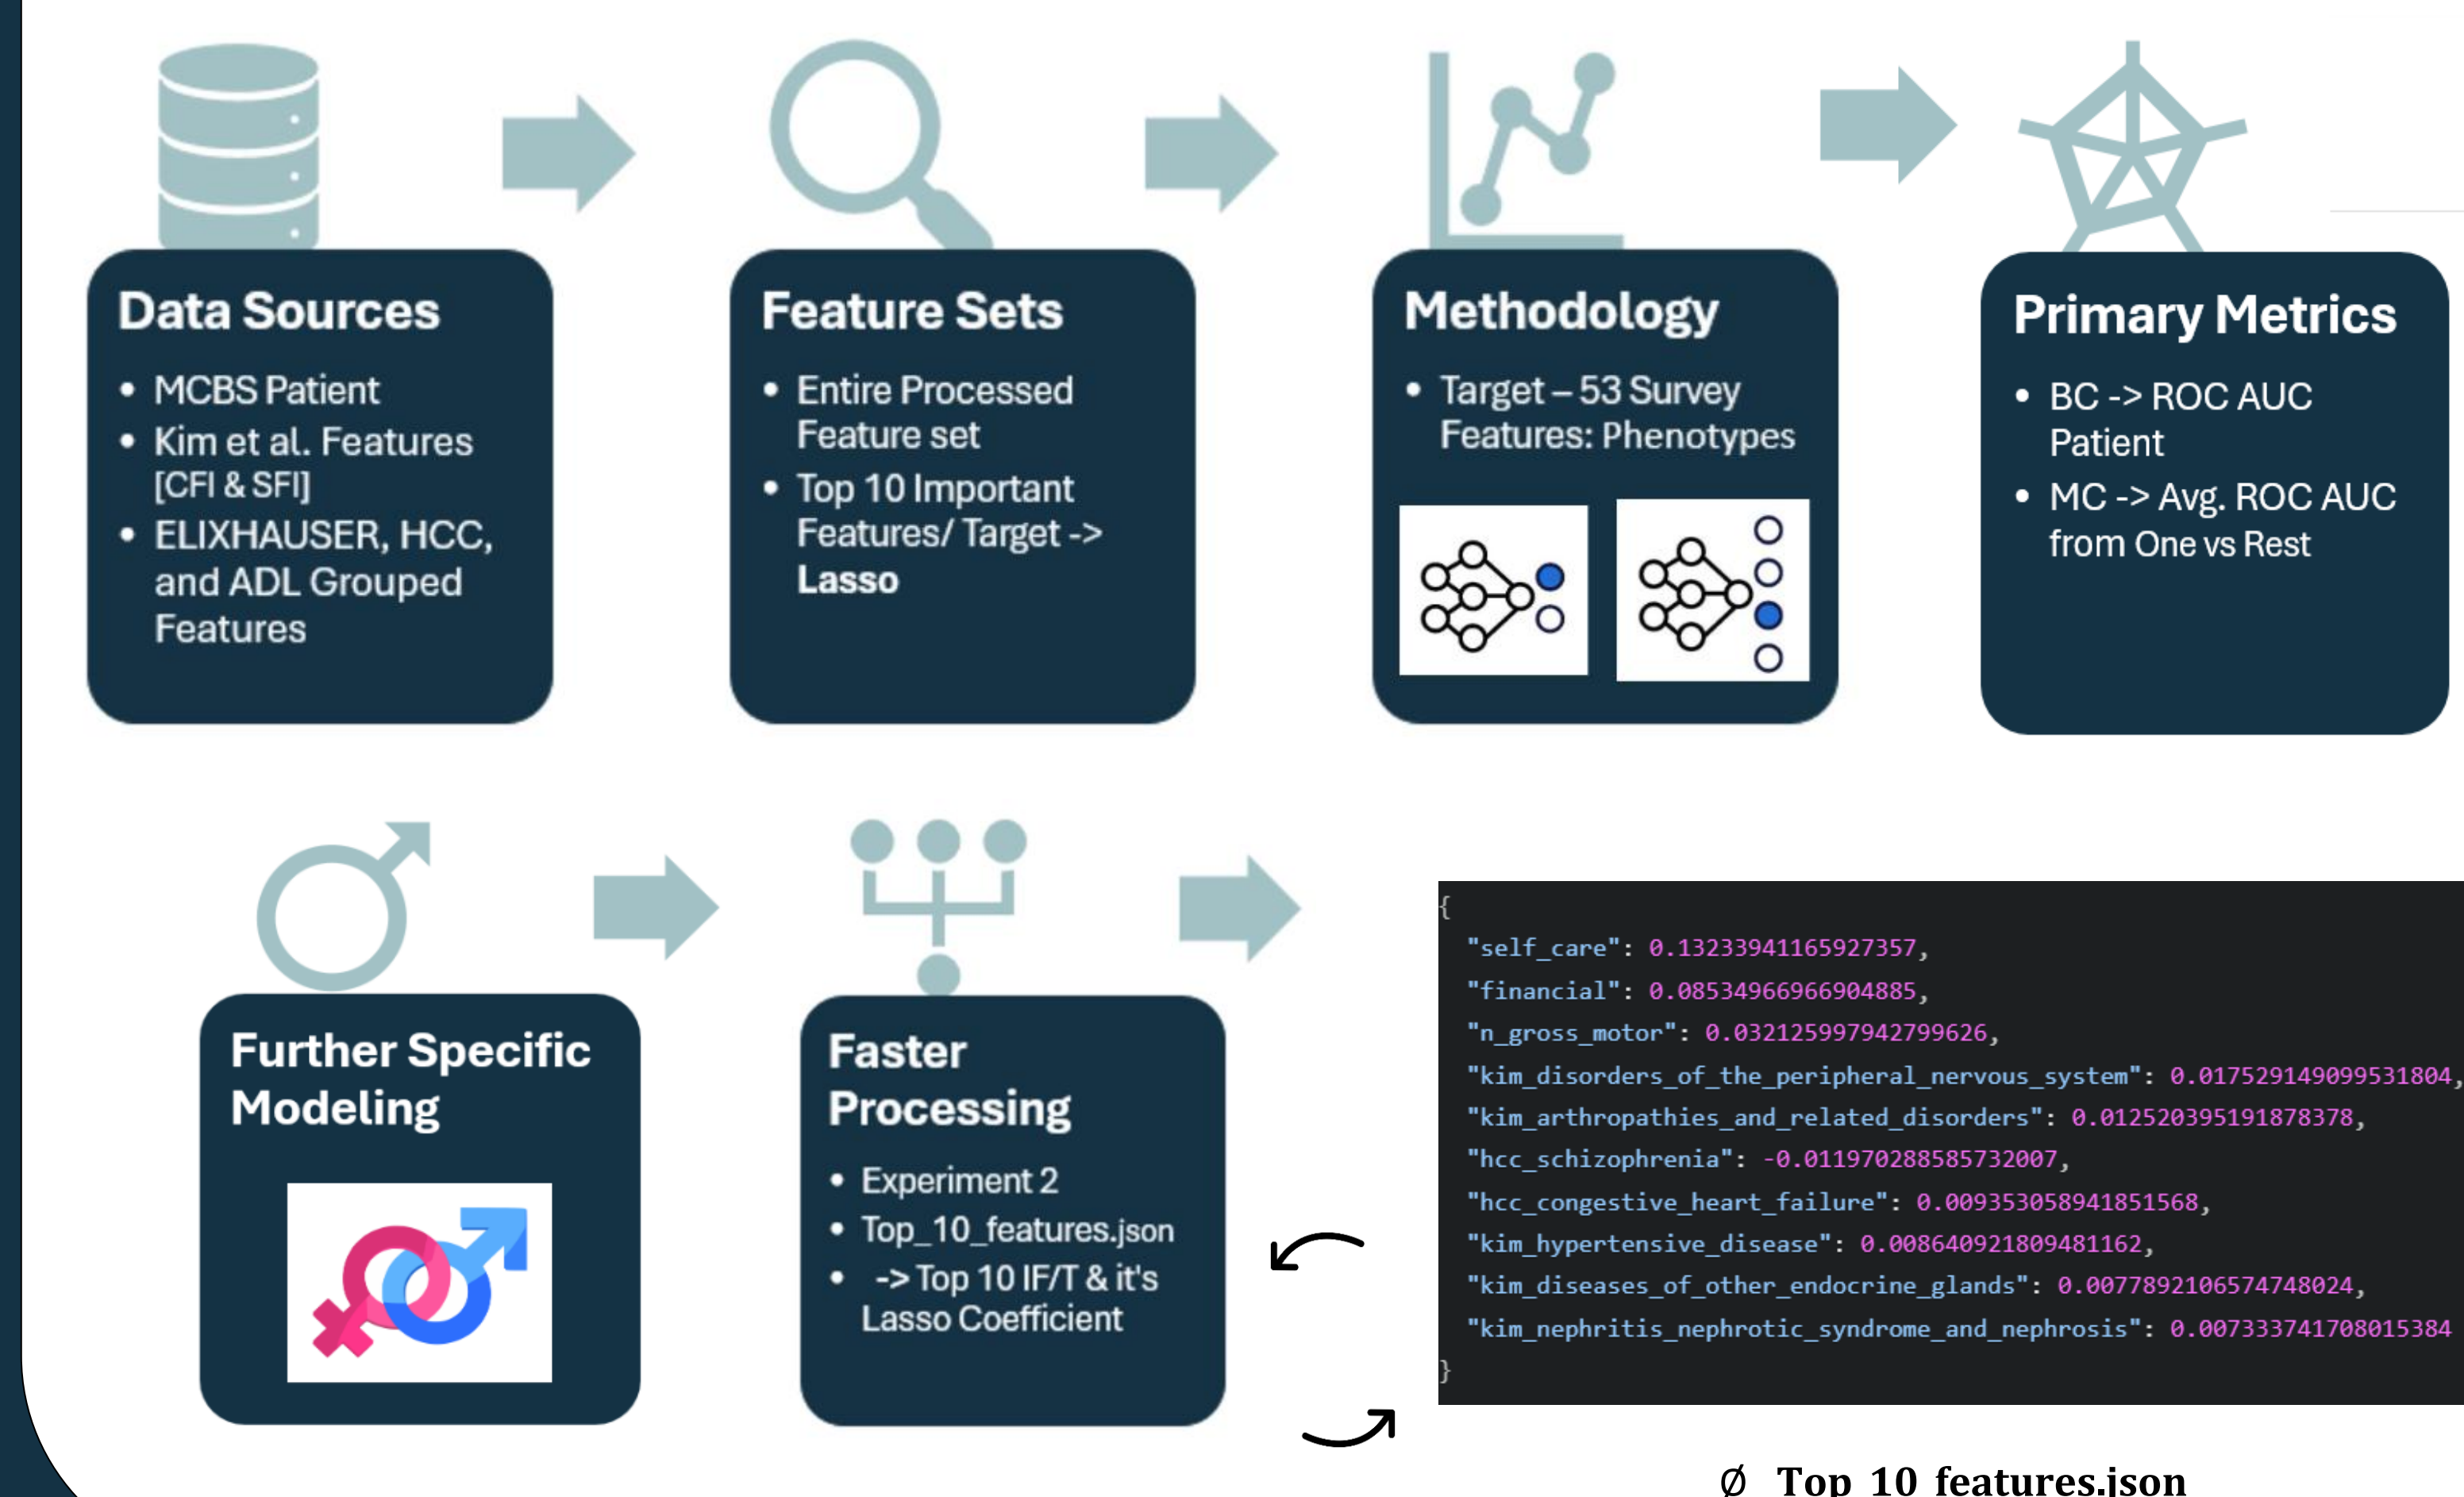 Data Sources
• MCBS Patient
• Kim et al. Features
[CFI & SFI]
• ELIXHAUSER, HCC,
and ADL Grouped
Features
Feature Sets
• Entire Processed
Feature set
• Top 10 Important
Features/ Target ->
Lasso
Methodology
• Target – 53 Survey
Features: Phenotypes
Primary Metrics
• BC -> ROC AUC
Patient
• MC -> Avg. ROC AUC
from One vs Rest
Further Specific
Modeling
Faster
Processing
• Experiment 2
• Top_10_features.json
• -> Top 10 IF/T & it's
Lasso Coefficient
{
"self_care": 0.13233941165927357,
"financial": 0.08534966966904885,
"n_gross_motor": 0.032125997942799626,
"kim_disorders_of_the_peripheral_nervous_system": 0.017529149099531804,
"kim_arthropathies_and_related_disorders": 0.012520395191878378,
"hcc_schizophrenia": -0.011970288585732007,
"hcc_congestive_heart_failure": 0.009353058941851568,
"kim_hypertensive_disease": 0.008640921809481162,
"kim_diseases_of_other_endocrine_glands": 0.0077892106574748024,
"kim_nephritis_nephrotic_syndrome_and_nephrosis": 0.007333741708015384
}
Ø Top_10_features.json